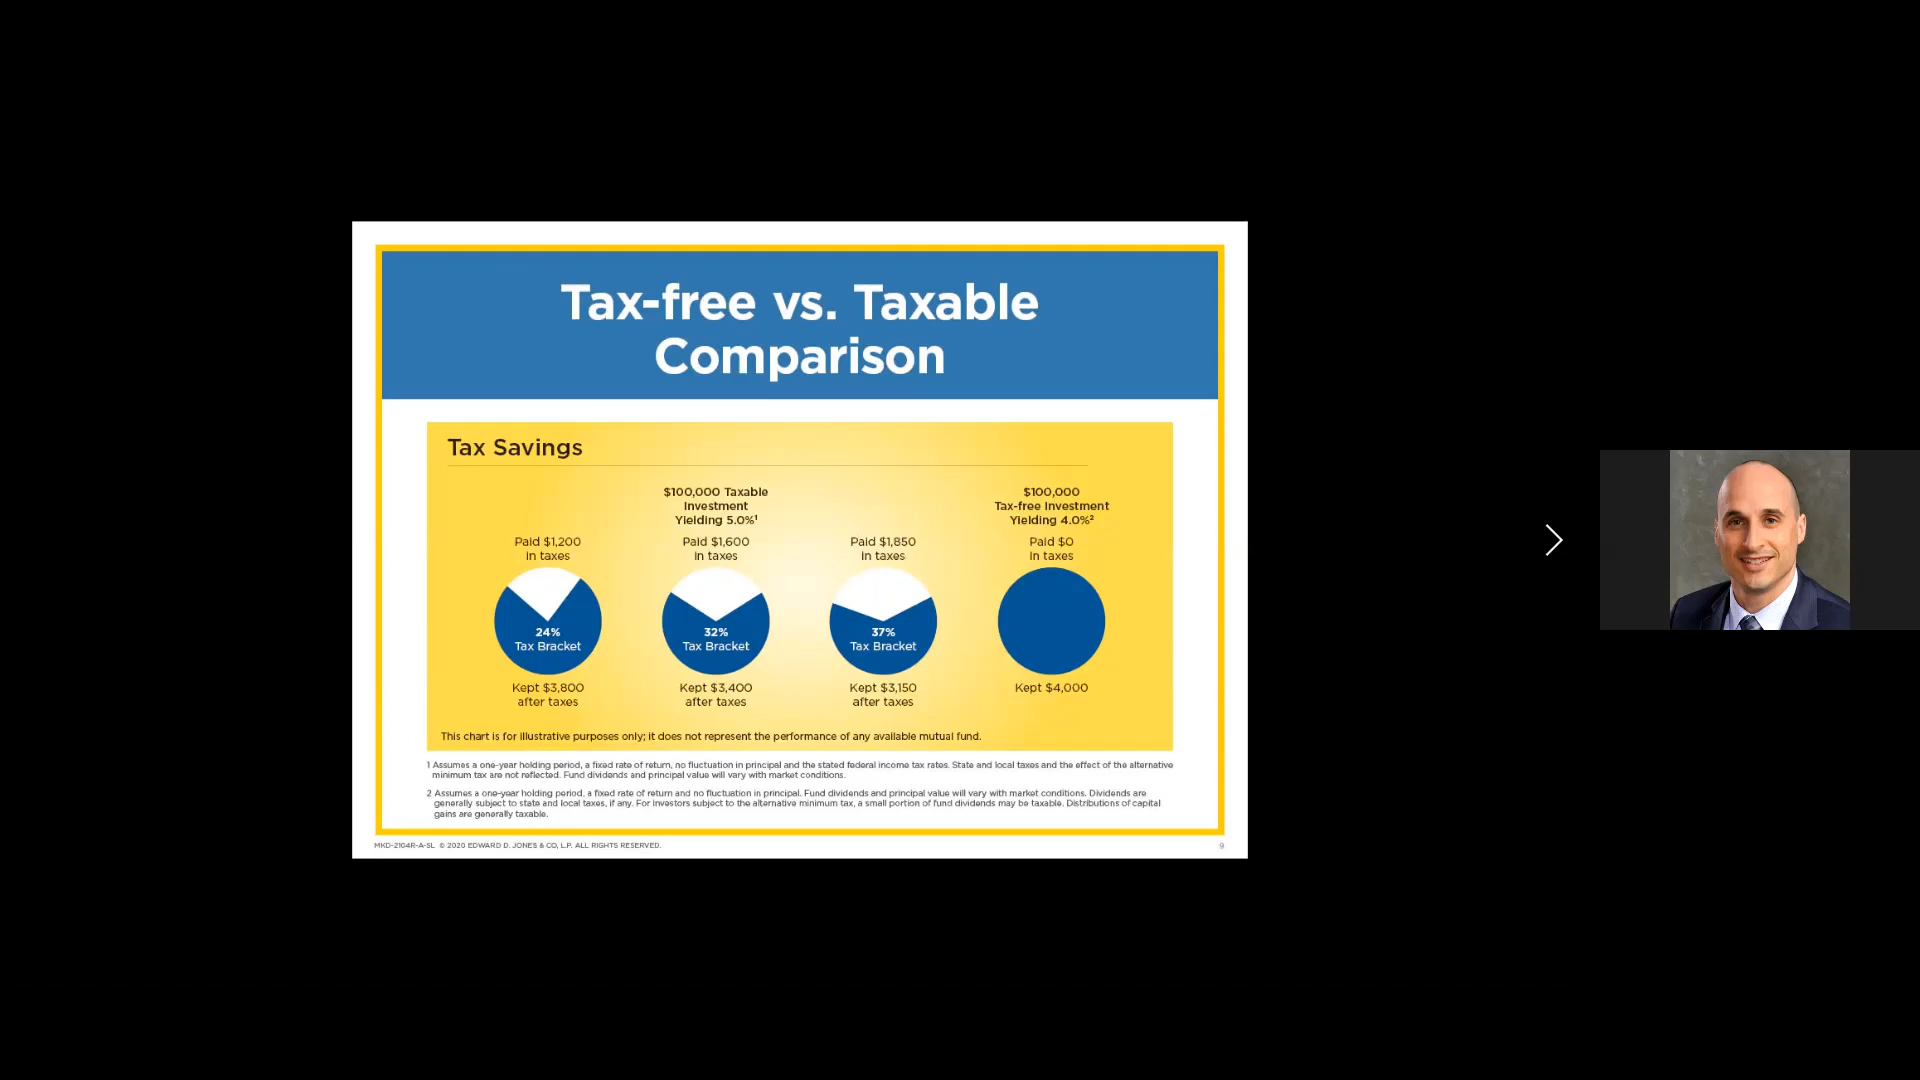 Tax-free vs. Taxable
Comparison
Tax Savings
$100,000 Taxable
Investment
Yielding 5.0%¹
$100,000
Tax-free Investment
Yielding 4.0%²
Paid $1,200
in taxes
Paid $1,600
in taxes
Paid $1,850
in taxes
Paid $0
in taxes
24%
Tax Bracket
32%
Tax Bracket
37%
Tax Bracket
Kept $3,800
after taxes
Kept $3,400
after taxes
Kept $3,150
after taxes
Kept $4,000
This chart is for illustrative purposes only; it does not represent the performance of any available mutual fund.
1 Assumes a one-year holding period, a fixed rate of return, no fluctuation in principal and the stated federal income tax rates. State and local taxes and the effect of the alternative
minimum tax are not reflected. Fund dividends and principal value will vary with market conditions.
2 Assumes a one-year holding period, a fixed rate of return and no fluctuation in principal. Fund dividends and principal value will vary with market conditions. Dividends are
generally subject to state and local taxes, if any. For investors subject to the alternative minimum tax, a small portion of fund dividends may be taxable. Distributions of capital
gains are generally taxable.
MKD-2104R-A-SL © 2020 EDWARD D. JONES & CO, L.P. ALL RIGHTS RESERVED.
9